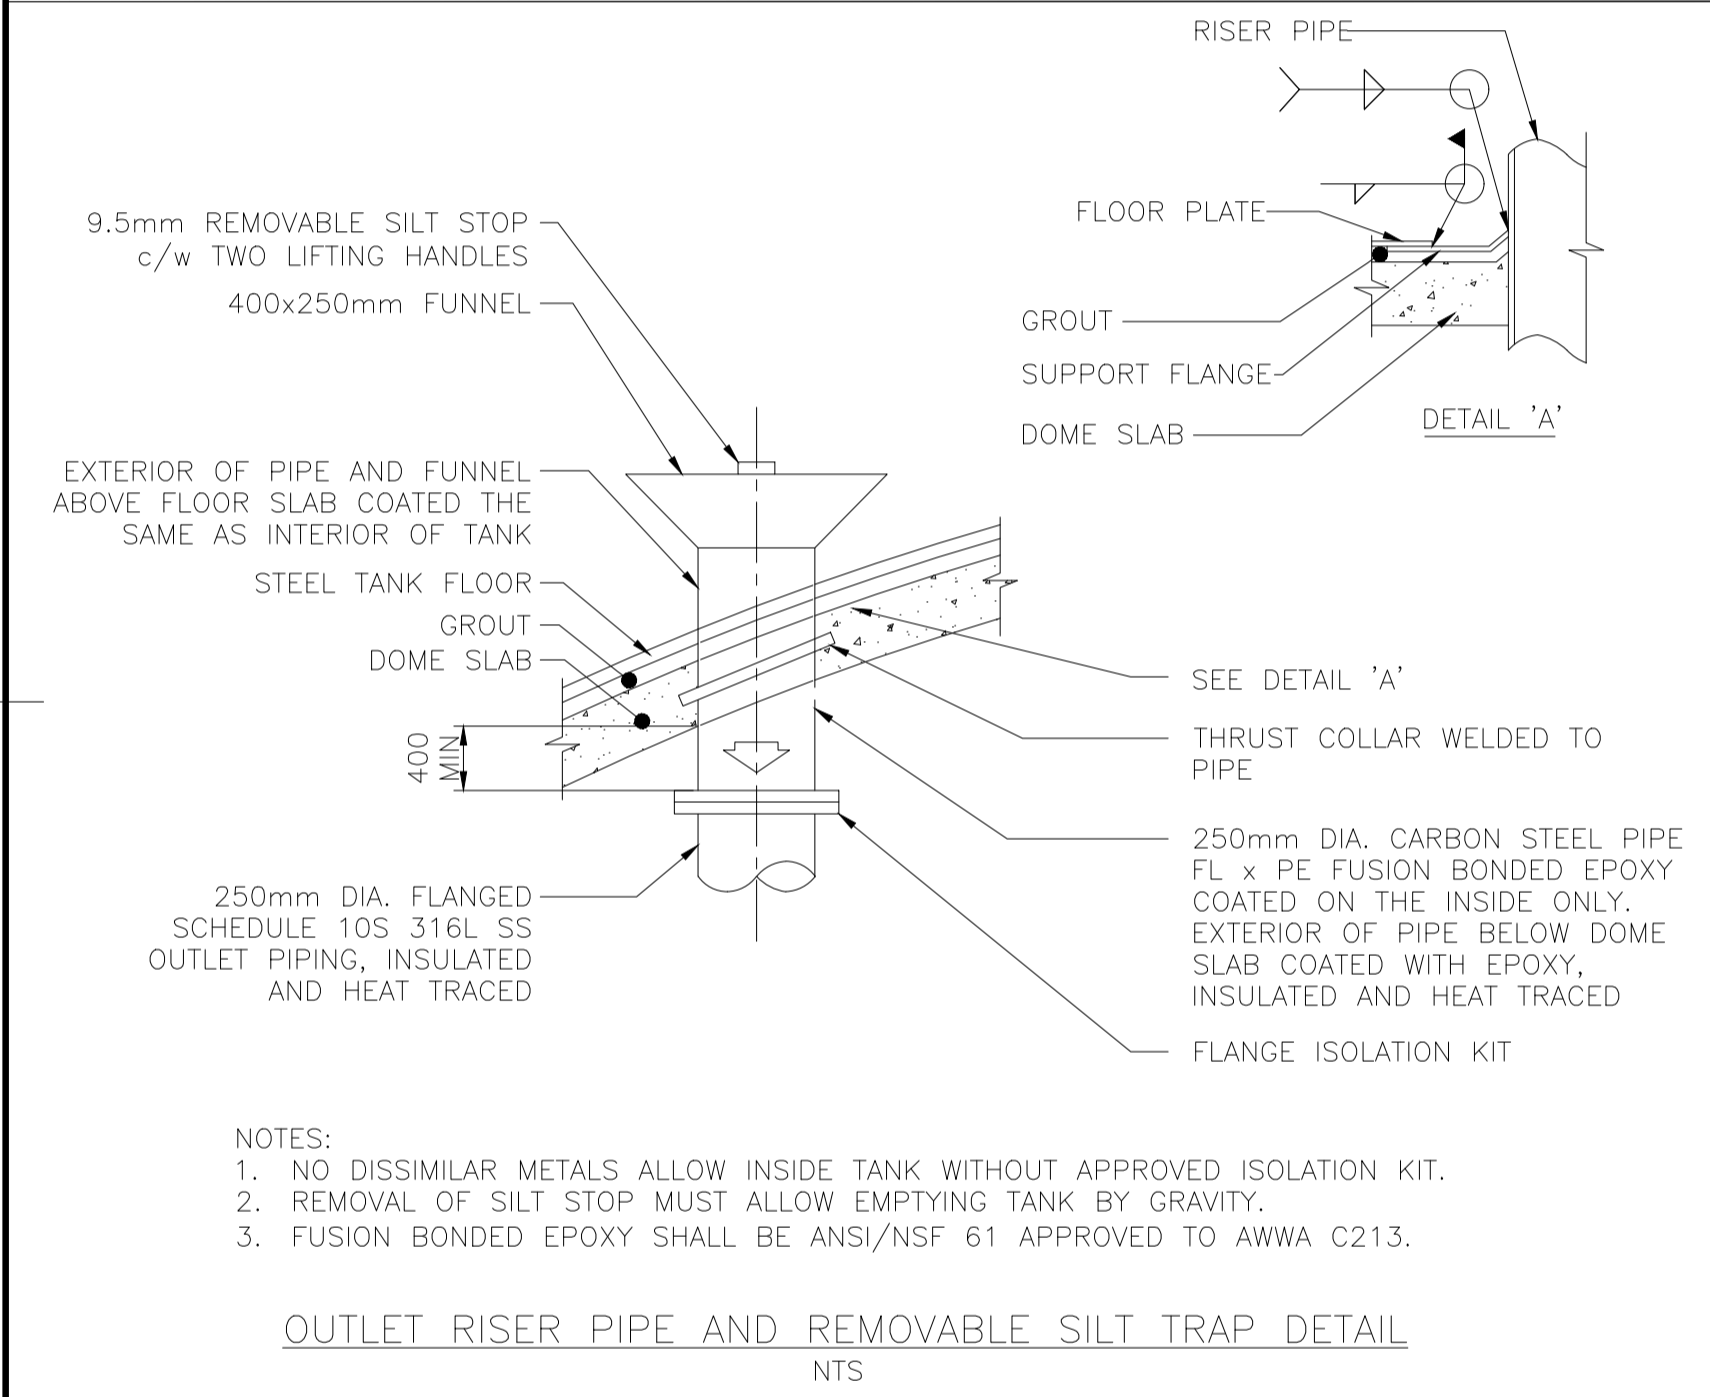 RISER PIPE
FLOOR PLATE
GROUT
SUPPORT FLANGE
DOME SLAB
DETAIL 'A'
9.5mm REMOVABLE SILT STOP
c/w TWO LIFTING HANDLES
400x250mm FUNNEL
EXTERIOR OF PIPE AND FUNNEL
ABOVE FLOOR SLAB COATED THE
SAME AS INTERIOR OF TANK
STEEL TANK FLOOR
GROUT
DOME SLAB
400
MIN
250mm DIA. FLANGED
SCHEDULE 10S 316L SS
OUTLET PIPING, INSULATED
AND HEAT TRACED
SEE DETAIL 'A'
THRUST COLLAR WELDED TO
PIPE
250mm DIA. CARBON STEEL PIPE
FL x PE FUSION BONDED EPOXY
COATED ON THE INSIDE ONLY.
EXTERIOR OF PIPE BELOW DOME
SLAB COATED WITH EPOXY,
INSULATED AND HEAT TRACED
FLANGE ISOLATION KIT
NOTES:
1. NO DISSIMILAR METALS ALLOW INSIDE TANK WITHOUT APPROVED ISOLATION KIT.
2. REMOVAL OF SILT STOP MUST ALLOW EMPTYING TANK BY GRAVITY.
3. FUSION BONDED EPOXY SHALL BE ANSI/NSF 61 APPROVED TO AWWA C213.
OUTLET RISER PIPE AND REMOVABLE SILT TRAP DETAIL
NTS